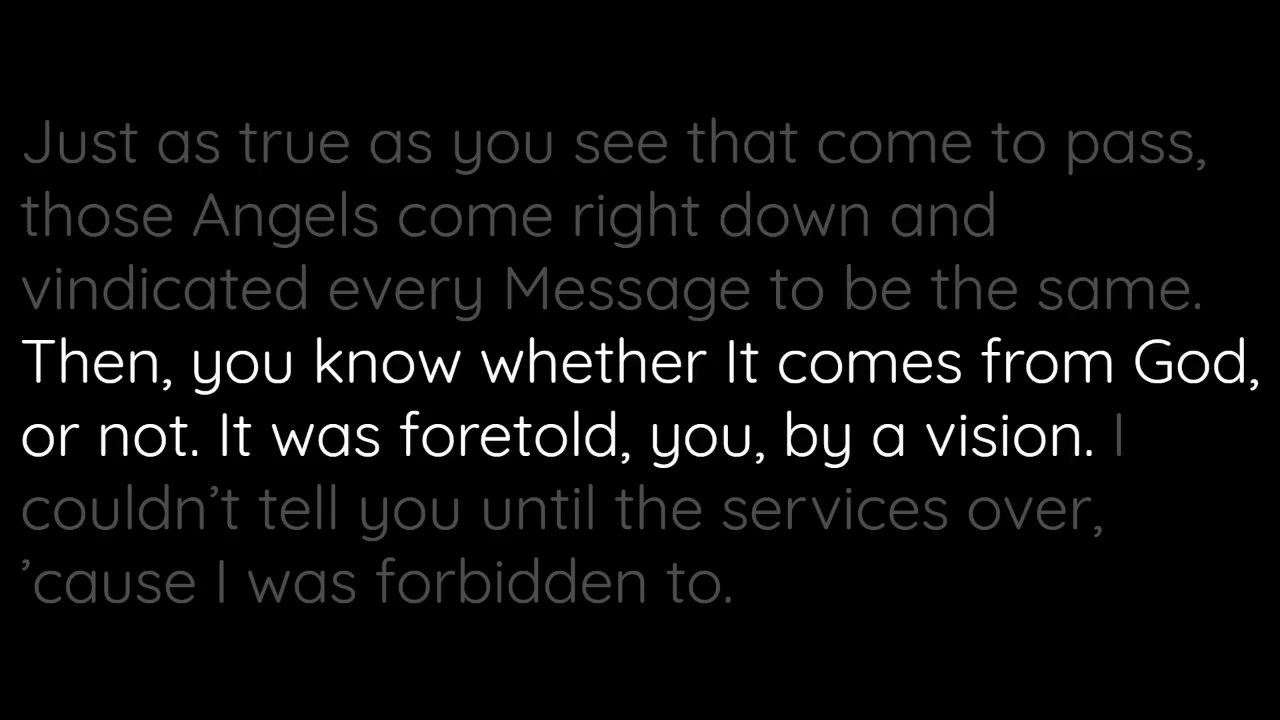 Just as true as you see that come to pass,
those Angels come right down and
vindicated every Message to be the same.
Then, you know whether It comes from God,
or not. It was foretold, you, by a vision. I
couldn’t tell you until the services over,
’cause I was forbidden to.